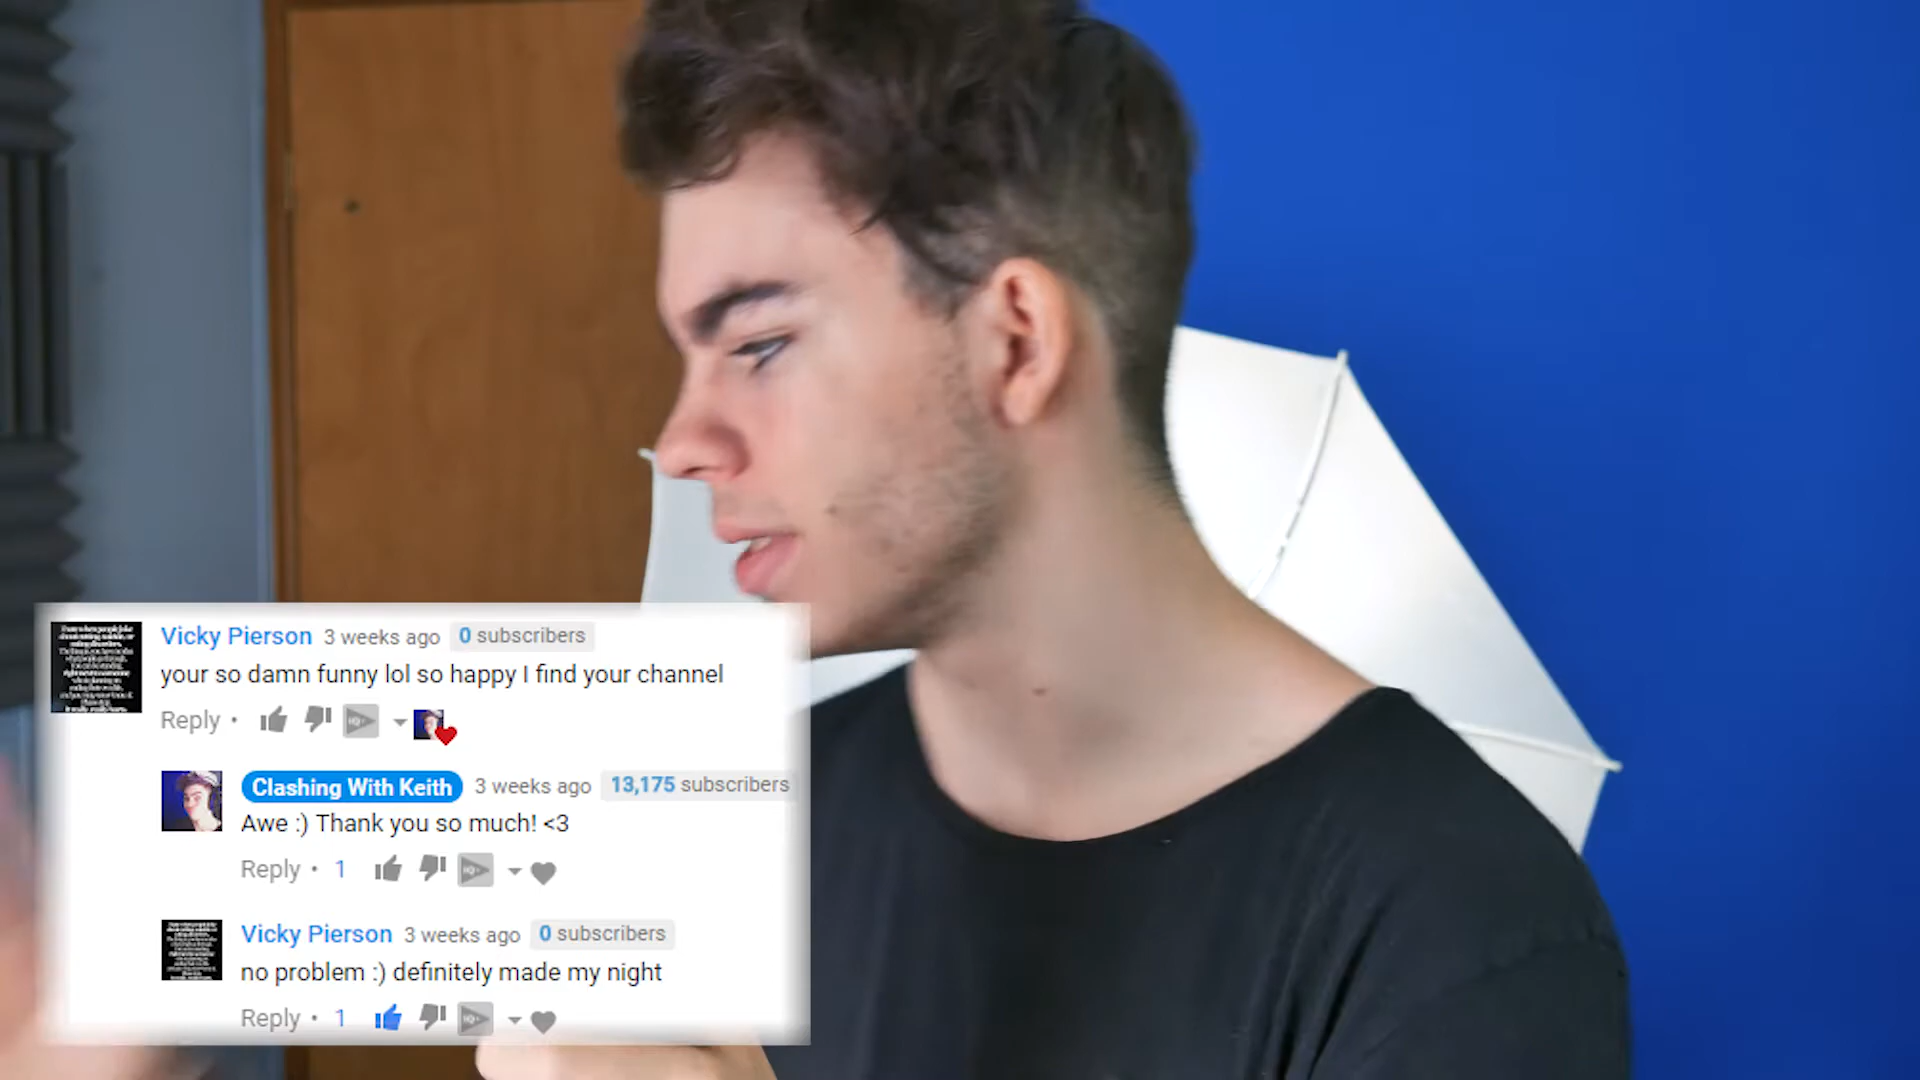 Vicky Pierson 3 weeks ago 0 subscribers
your so damn funny lol so happy I find your channel
Reply •
Clashing With Keith 3 weeks ago 13,175 subscribers
Awe :) Thank you so much! <3
Reply • 1
Vicky Pierson 3 weeks ago 0 subscribers
no problem :) definitely made my night
Reply • 1